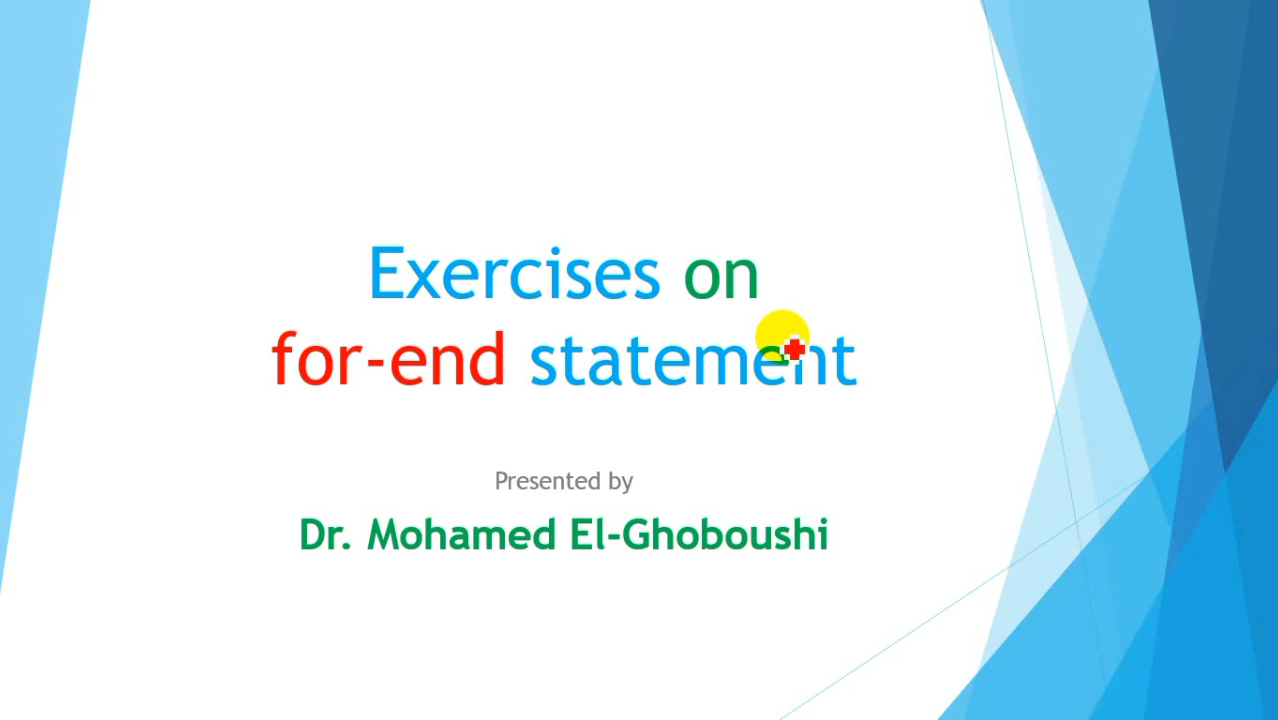 Exercises on
for-end statement
Presented by
Dr. Mohamed El-Ghoboushi